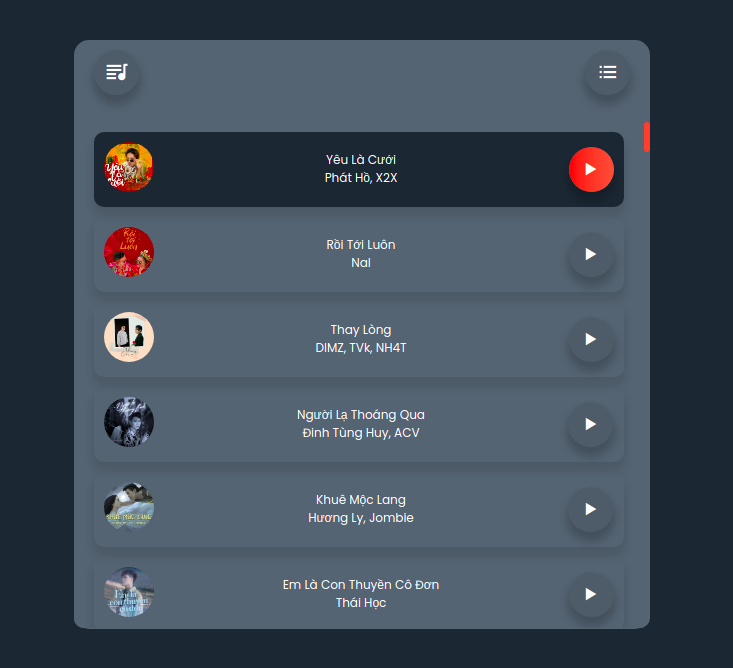 Yêu Là Cưới
Phát Hồ, X2X
Rồi Tới Luôn
Nal
Thay Lòng
DIMZ, TVk, NH4T
Người Lạ Thoáng Qua
Đinh Tùng Huy, ACV
Khuê Mộc Lang
Hương Ly, Jombie
Em Là Con Thuyền Cô Đơn
Thái Học